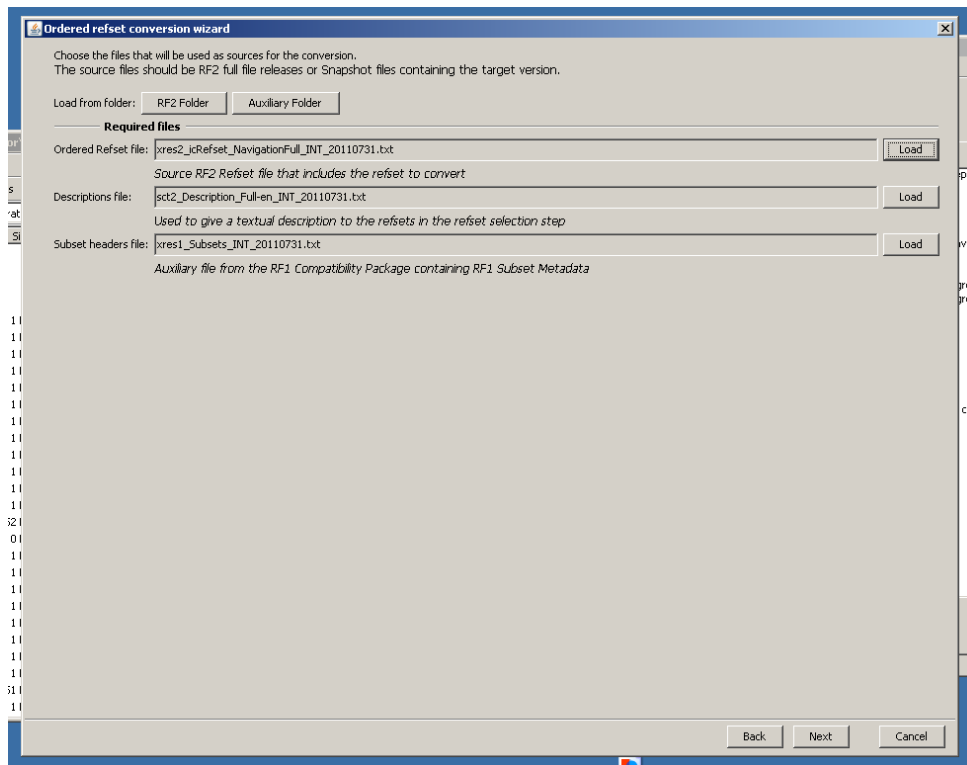 Ordered refset conversion wizard
Choose the files that will be used as sources for the conversion.
The source files should be RF2 full file releases or Snapshot files containing the target version.
Load from folder: RF2 Folder Auxiliary Folder
Required files
Ordered Refset file: xres2_icRefset_NavigationFull_INT_20110731.txt Load
Source RF2 Refset file that includes the refset to convert
Descriptions file: sct2_Description_Full-en_INT_20110731.txt Load
Used to give a textual description to the refsets in the refset selection step
Subset headers file: xres1_Subsets_INT_20110731.txt Load
Auxiliary file from the RF1 Compatibility Package containing RF1 Subset Metadata
Back Next Cancel